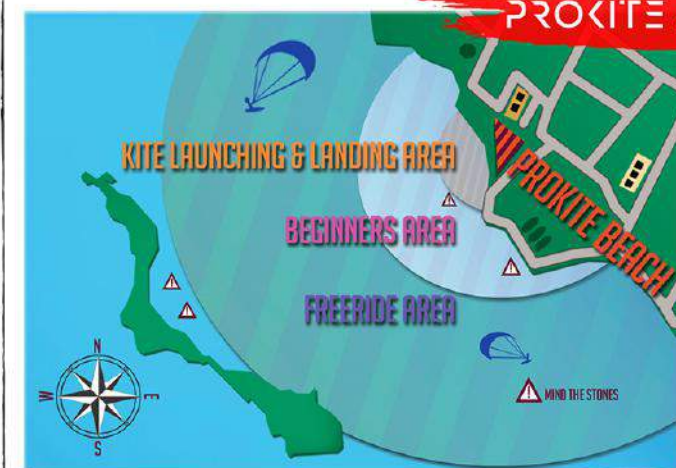 PROKITE
KITE LAUNCHING & LANDING AREA
PROKITE BEACH
BEGINNERS AREA
FREERIDE AREA
MIND THE STONES
N
W
E
S